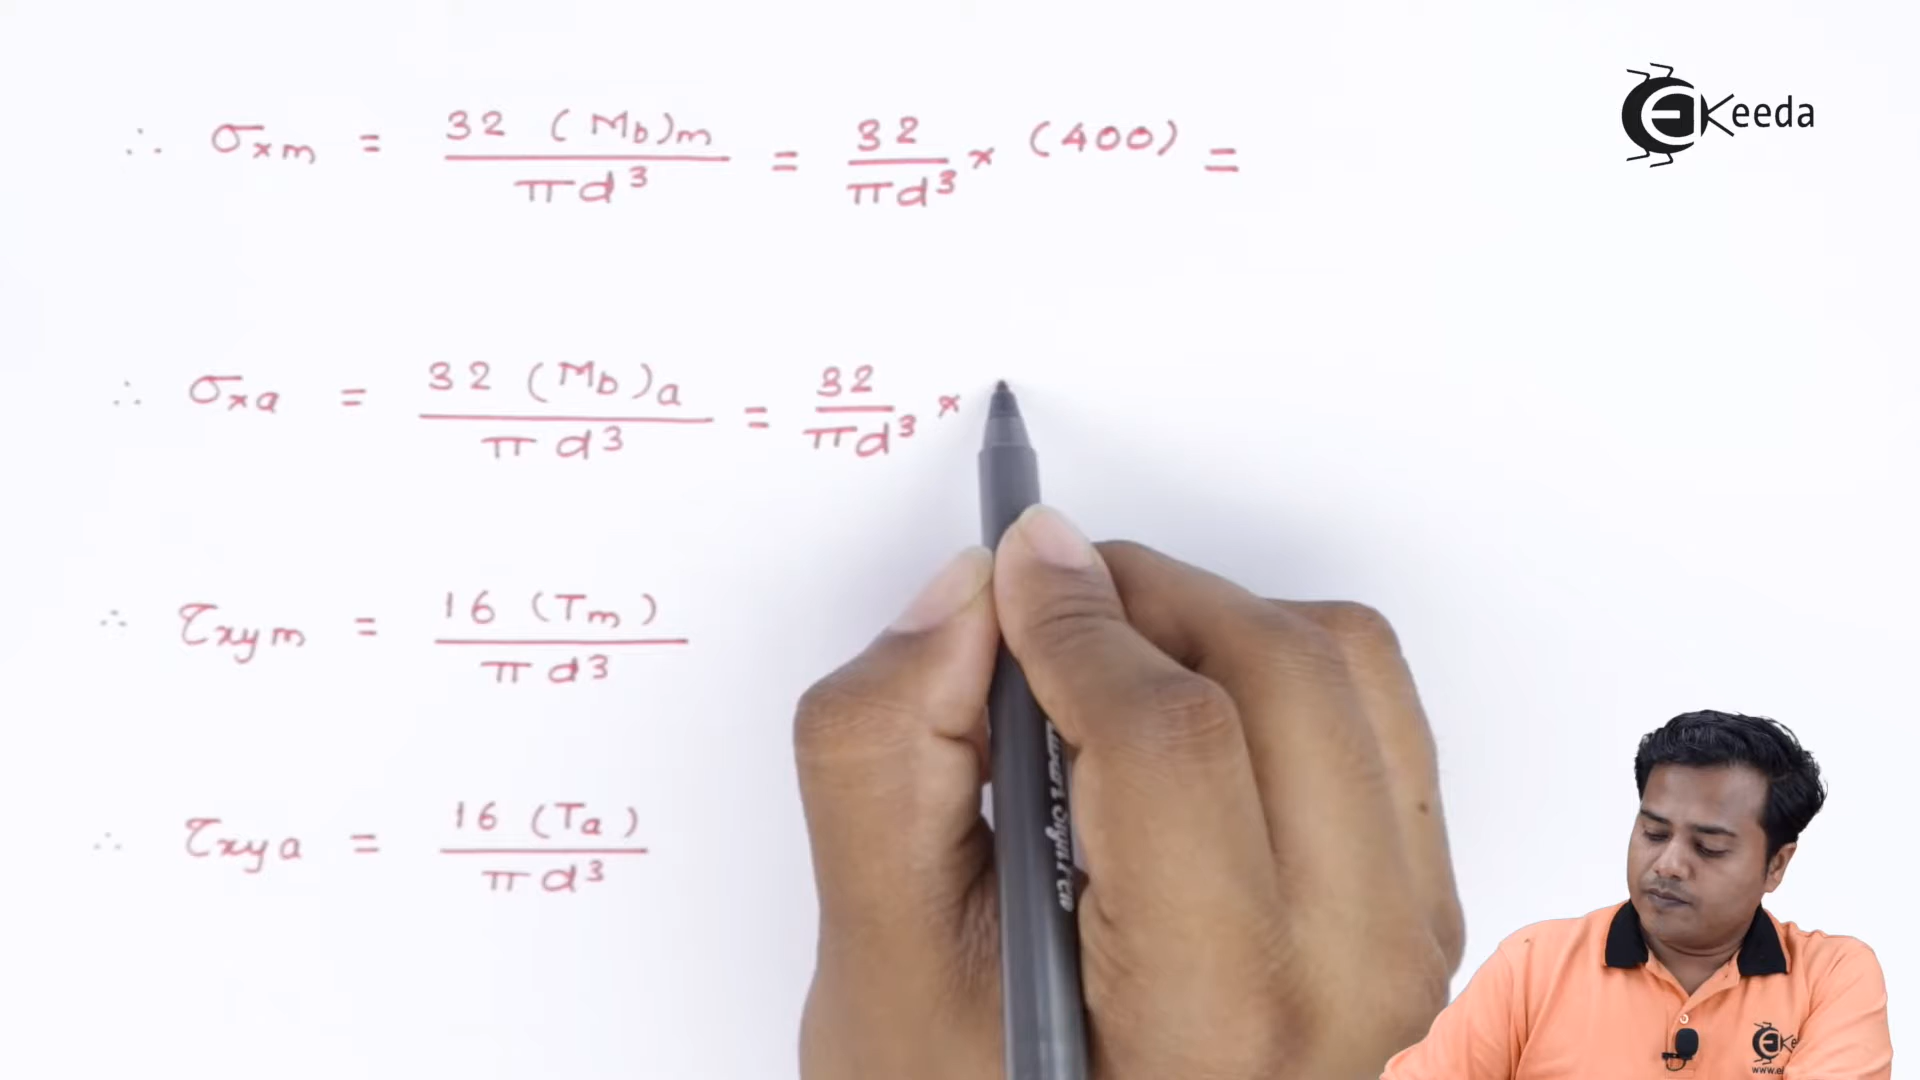 EKeeda
∴ σxm = 32 (Mb)m / πd³ = 32 / πd³ × (400) =
∴ σxa = 32 (Mb)a / πd³ = 32 / πd³ ×
∴ τxym = 16 (Tm) / πd³
∴ τxya = 16 (Ta) / πd³